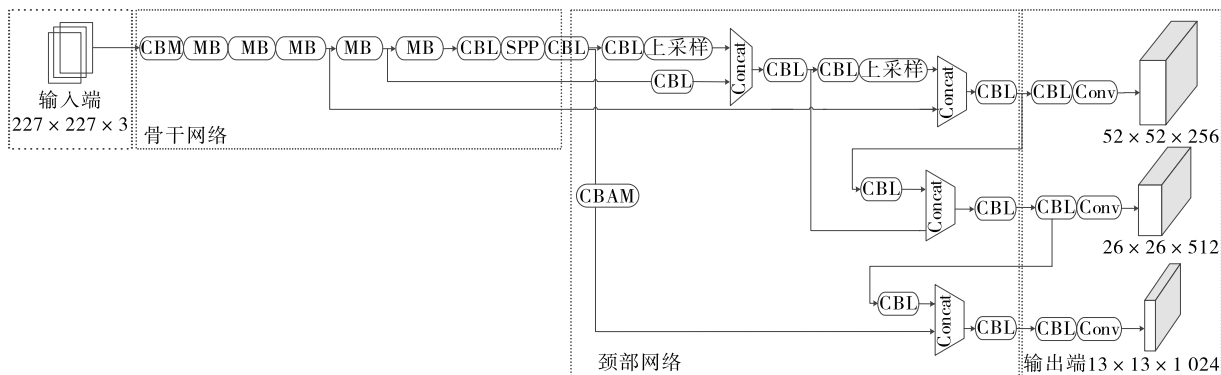 CBM MB MB MB MB MB CBL SPP CBL CBL 上采样
Concat
CBL
CBL CBL 上采样
Concat
CBL CBL Conv
输入端
227 × 227 × 3
骨干网络
52 × 52 × 256
CBAM
CBL
Concat
CBL CBL Conv
26 × 26 × 512
CBL
Concat
CBL CBL Conv
颈部网络
输出端 13 × 13 × 1 024